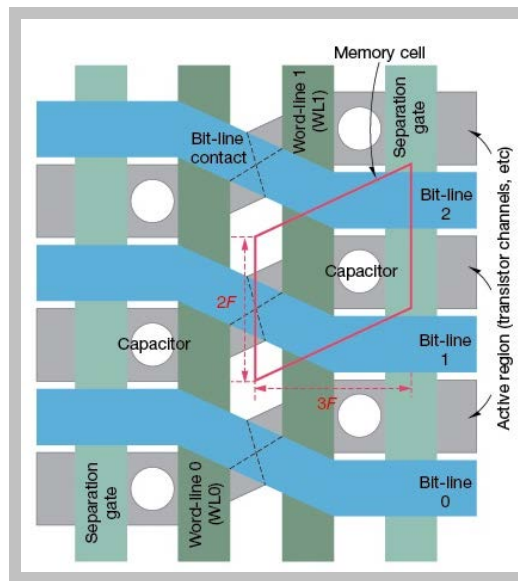 Memory cell
Word-line 1
(WL1)
Separation
gate
Bit-line
contact
Bit-line
2
Capacitor
2F
Capacitor
Bit-line
1
3F
Active region (transistor channels, etc)
Separation
gate
Word-line 0
(WL0)
Bit-line
0